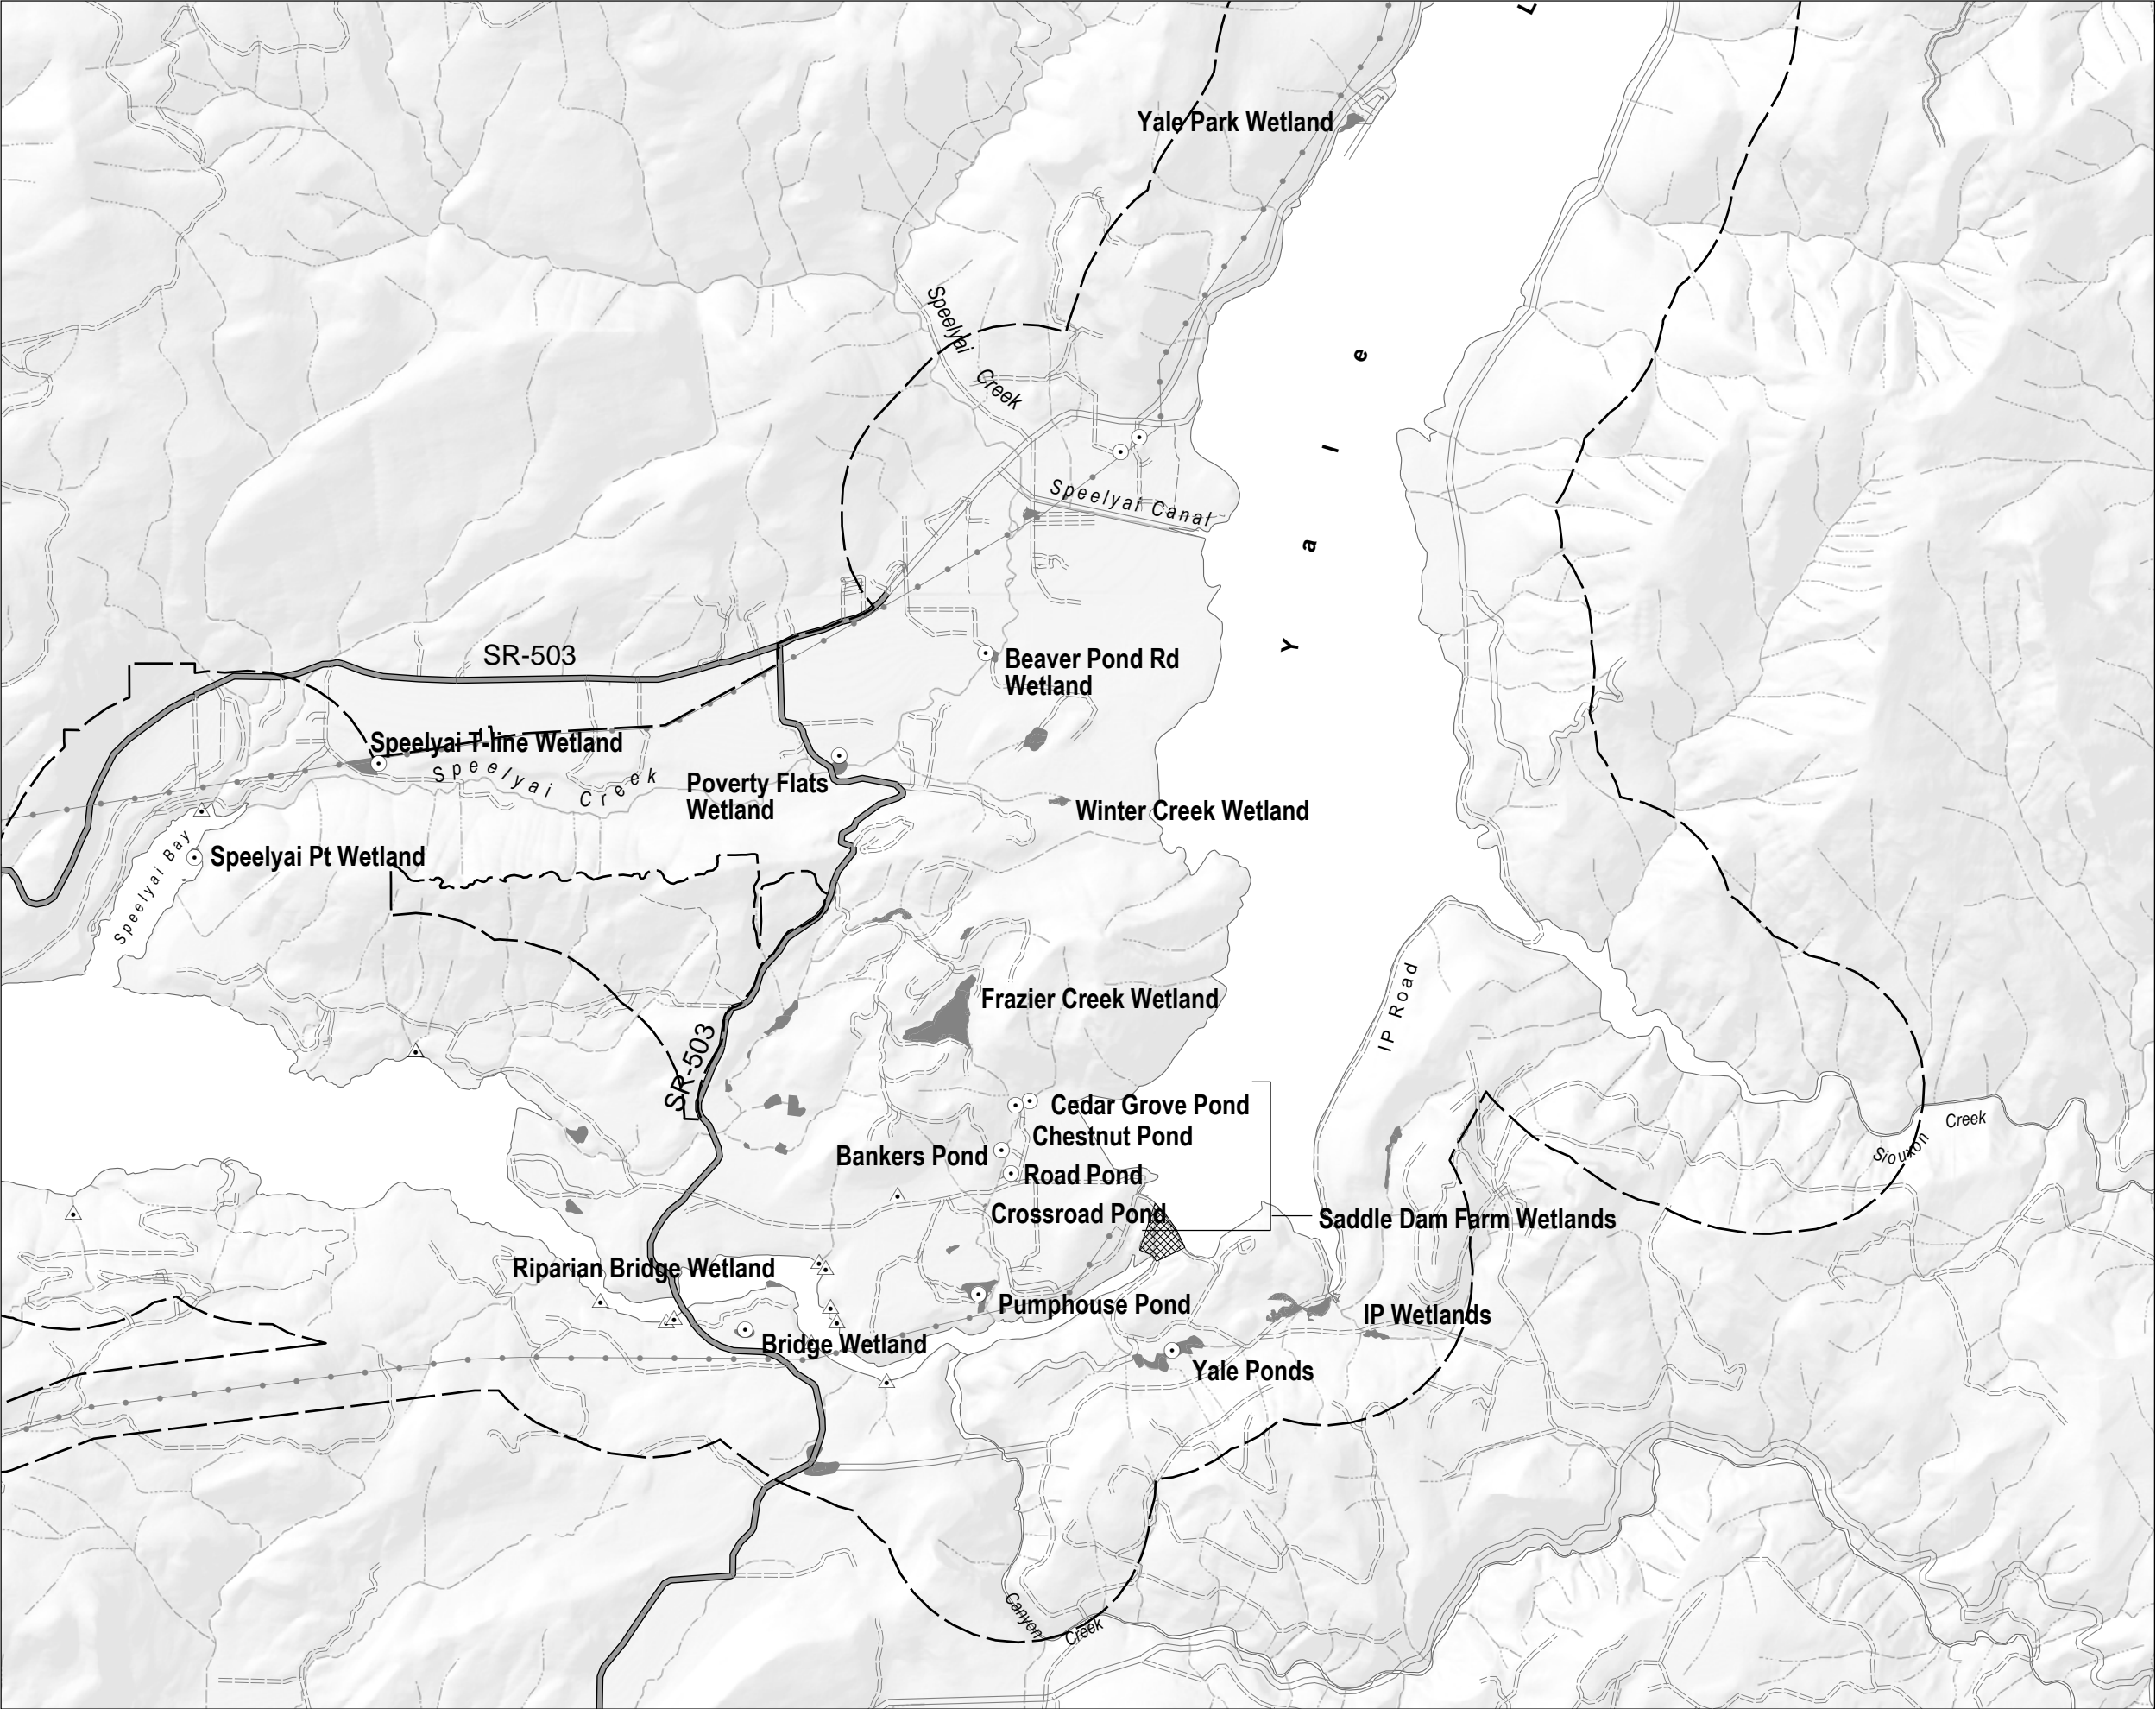 L
Yale Park Wetland
Speelyai
Creek
e
l
a
Y
Speelyai Canal
SR-503
Beaver Pond Rd
Wetland
Speelyai T-line Wetland
Speelyai Creek
Poverty Flats
Wetland
Winter Creek Wetland
Speelyai Bay
Speelyai Pt Wetland
Frazier Creek Wetland
IP Road
SR-503
Cedar Grove Pond
Chestnut Pond
Bankers Pond
Road Pond
Crossroad Pond
Saddle Dam Farm Wetlands
Siouxon
Creek
Riparian Bridge Wetland
Pumphouse Pond
IP Wetlands
Bridge Wetland
Yale Ponds
Canyon
Creek